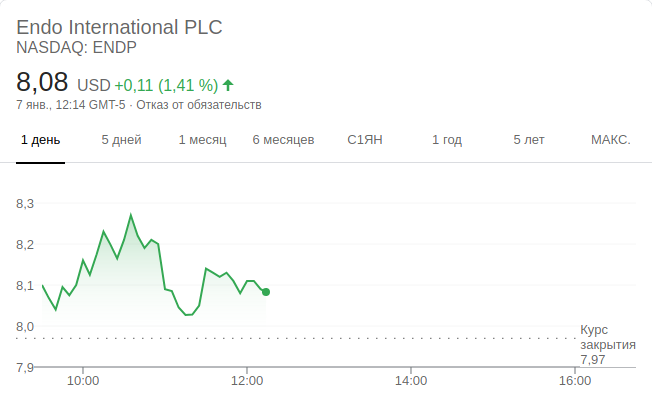 Endo International PLC
NASDAQ: ENDP
8,08 USD +0,11 (1,41 %)
7 янв., 12:14 GMT-5 · Отказ от обязательств
1 день 5 дней 1 месяц 6 месяцев С1ЯН 1 год 5 лет МАКС.
8,3
8,2
8,1
8,0
Курс
закрытия
7,97
7,9
10:00 12:00 14:00 16:00